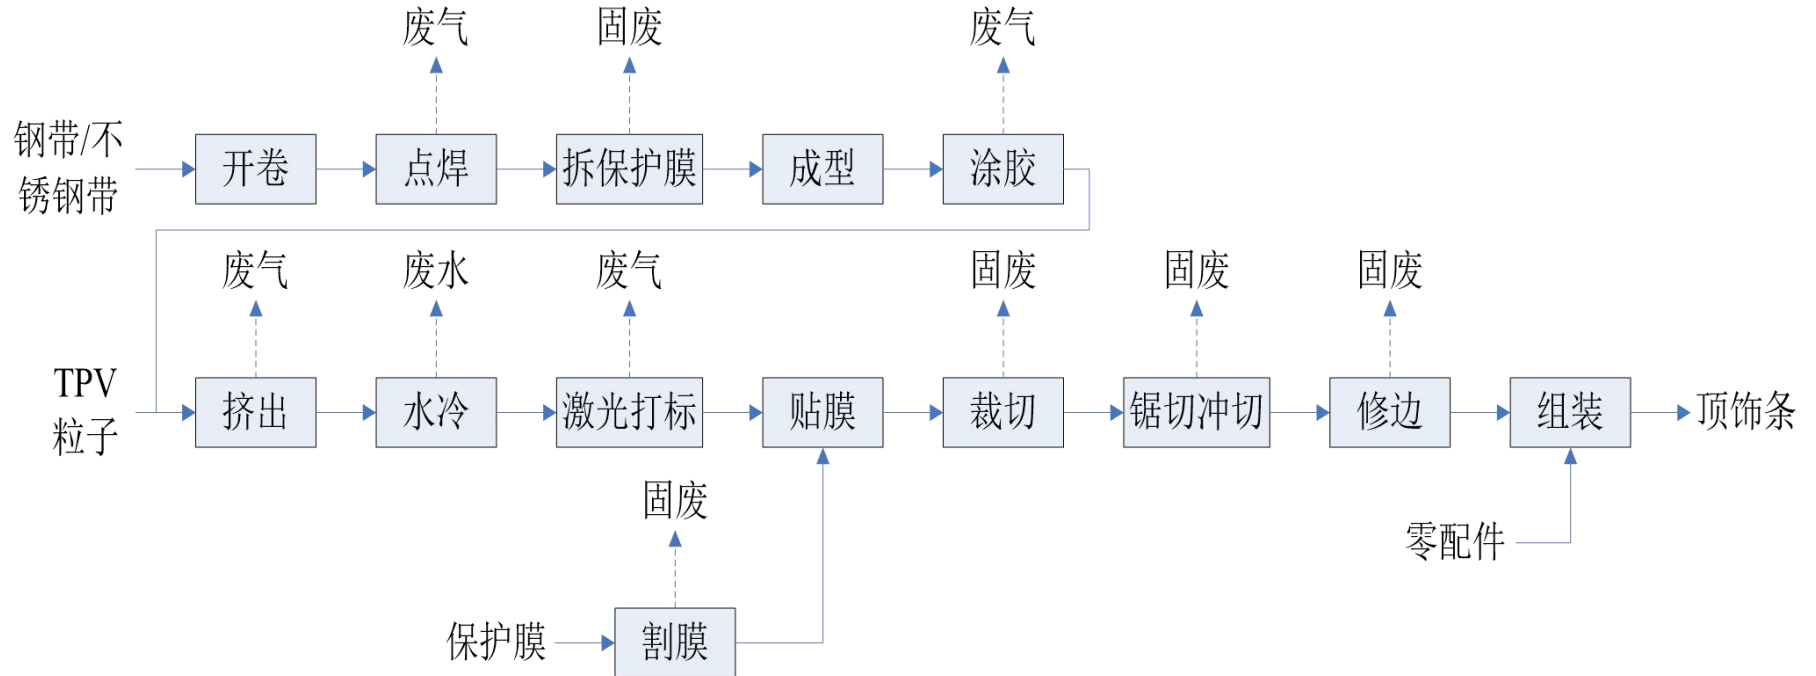 废气
固废
废气
钢带/不
锈钢带
开卷
点焊
拆保护膜
成型
涂胶
废气
废水
废气
固废
固废
固废
TPV
粒子
挤出
水冷
激光打标
贴膜
裁切
锯切冲切
修边
组装
顶饰条
固废
零配件
保护膜
割膜